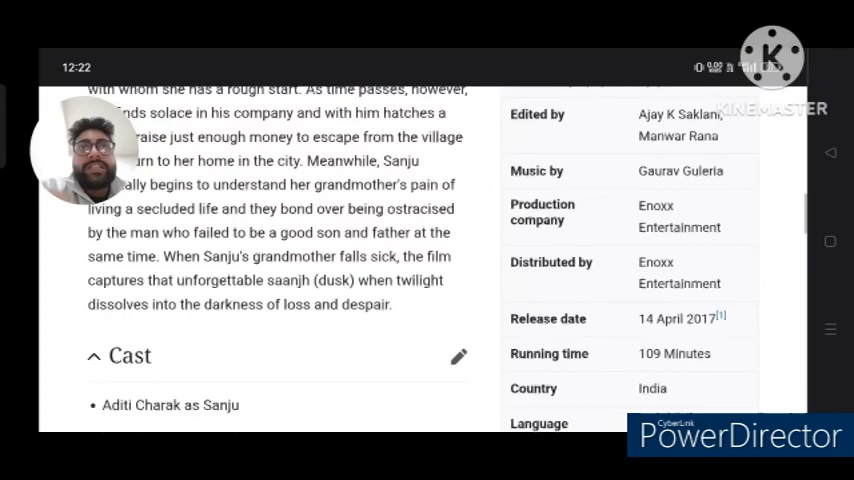 12:22
0.00
KINEMASTER
with whom she has a rough start. As time passes, however,
finds solace in his company and with him hatches a
raise just enough money to escape from the village
to her home in the city. Meanwhile, Sanju
begins to understand her grandmother's pain of
living a secluded life and they bond over being ostracised
by the man who failed to be a good son and father at the
same time. When Sanju's grandmother falls sick, the film
captures that unforgettable saanjh (dusk) when twilight
dissolves into the darkness of loss and despair.
Cast
• Aditi Charak as Sanju
Edited by Ajay K Saklani,
Manwar Rana
Music by Gaurav Guleria
Production Enoxx
company Entertainment
Distributed by Enoxx
Entertainment
Release date 14 April 2017[1]
Running time 109 Minutes
Country India
Language
CyberLink
PowerDirector